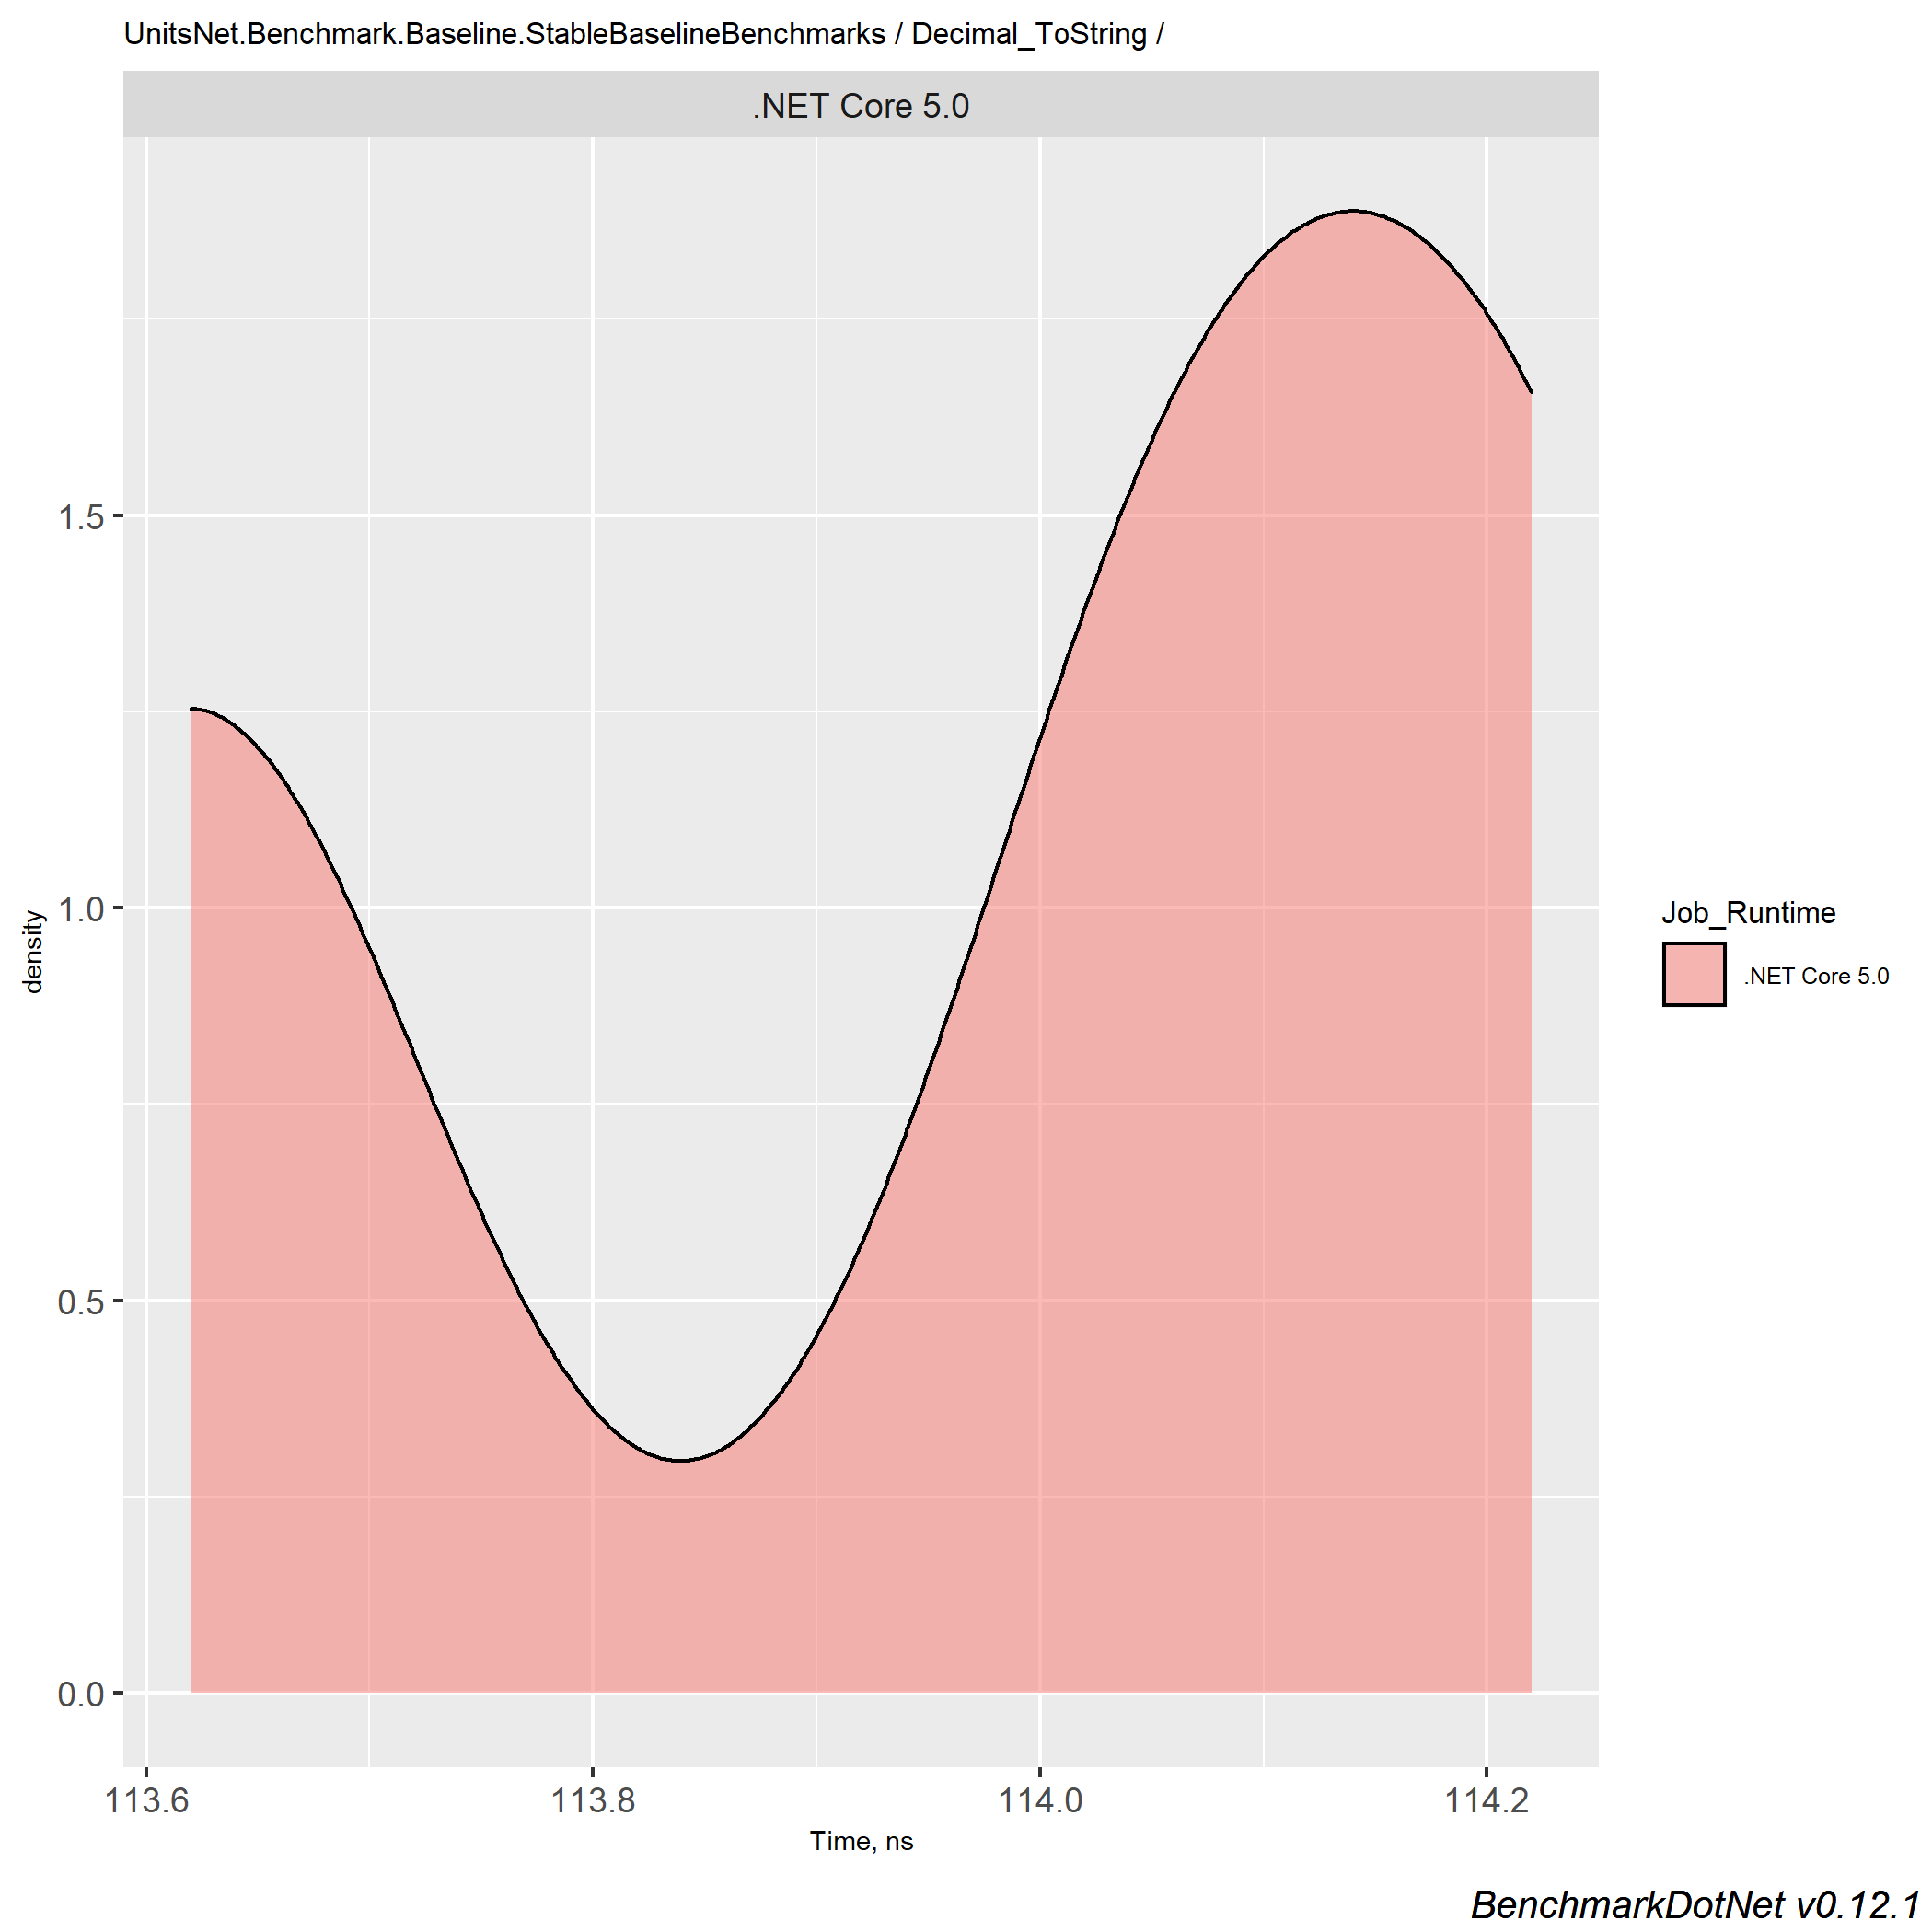 UnitsNet.Benchmark.Baseline.StableBaselineBenchmarks / Decimal_ToString /
.NET Core 5.0
1.5
1.0
0.5
0.0
density
113.6 113.8 114.0 114.2
Time, ns
Job_Runtime
.NET Core 5.0
BenchmarkDotNet v0.12.1